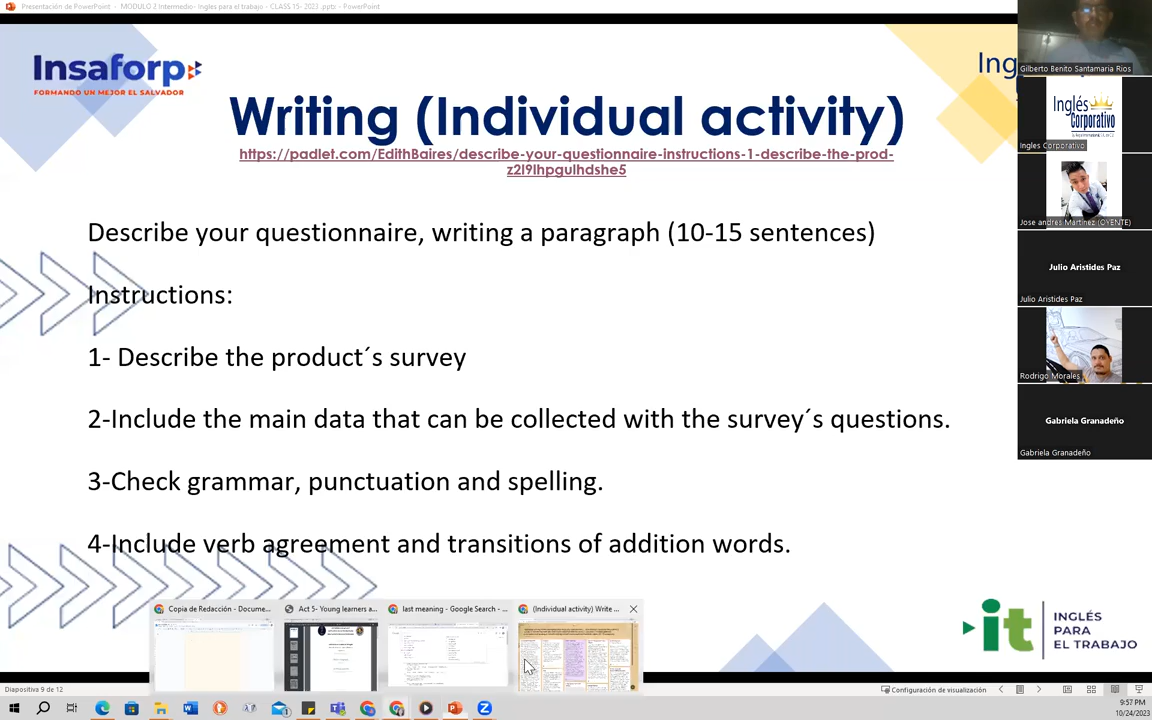 Presentación de PowerPoint - MODULO 2 Intermedio- Ingles para el trabajo - CLASS 15- 2023 .pptx - PowerPoint
Insaforp
FORMANDO UN MEJOR EL SALVADOR
Ing
Writing (Individual activity)
https://padlet.com/EdithBaires/describe-your-questionnaire-instructions-1-describe-the-prod-
z2l9lhpgulhdshe5
Describe your questionnaire, writing a paragraph (10-15 sentences)
Instructions:
1- Describe the product´s survey
2-Include the main data that can be collected with the survey´s questions.
3-Check grammar, punctuation and spelling.
4-Include verb agreement and transitions of addition words.
Gilberto Benito Santamaria Rios
Inglés
Corporativo
Ingles Corporativo
Jose andres Martinez (OYENTE)
Julio Aristides Paz
Julio Aristides Paz
Rodrigo Morales
Gabriela Granadeño
Gabriela Granadeño
Copia de Redacción - Docume...
Act 5- Young learners a...
last meaning - Google Search - ...
(Individual activity) Write ...
it
INGLÉS
PARA
EL TRABAJO
Diapositiva 9 de 12
Configuración de visualización
9:57 PM
10/24/2023